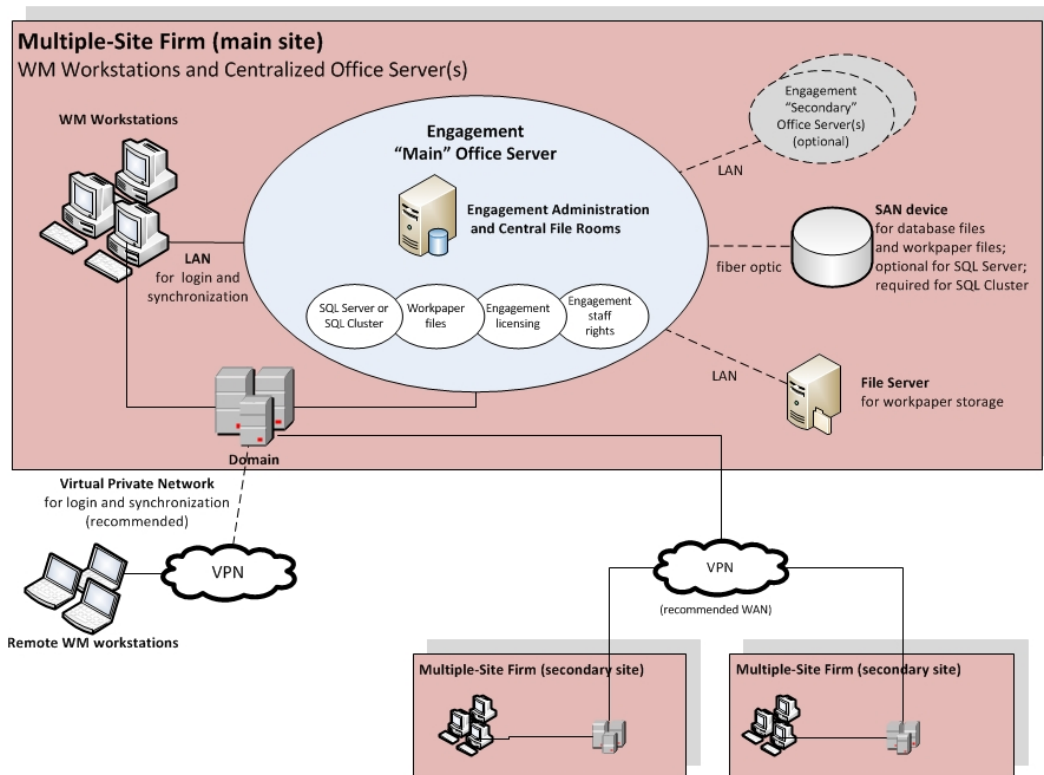 Multiple-Site Firm (main site)
WM Workstations and Centralized Office Server(s)
WM Workstations
LAN
for login and
synchronization
Engagement
“Main” Office Server
Engagement Administration
and Central File Rooms
SQL Server or
SQL Cluster
Workpaper
files
Engagement
licensing
Engagement
staff
rights
Engagement
“Secondary”
Office Server(s)
(optional)
LAN
SAN device
for database files
and workpaper files;
optional for SQL Server;
required for SQL Cluster
fiber optic
LAN
File Server
for workpaper storage
Domain
Virtual Private Network
for login and synchronization
(recommended)
VPN
Remote WM workstations
VPN
(recommended WAN)
Multiple-Site Firm (secondary site)
Multiple-Site Firm (secondary site)